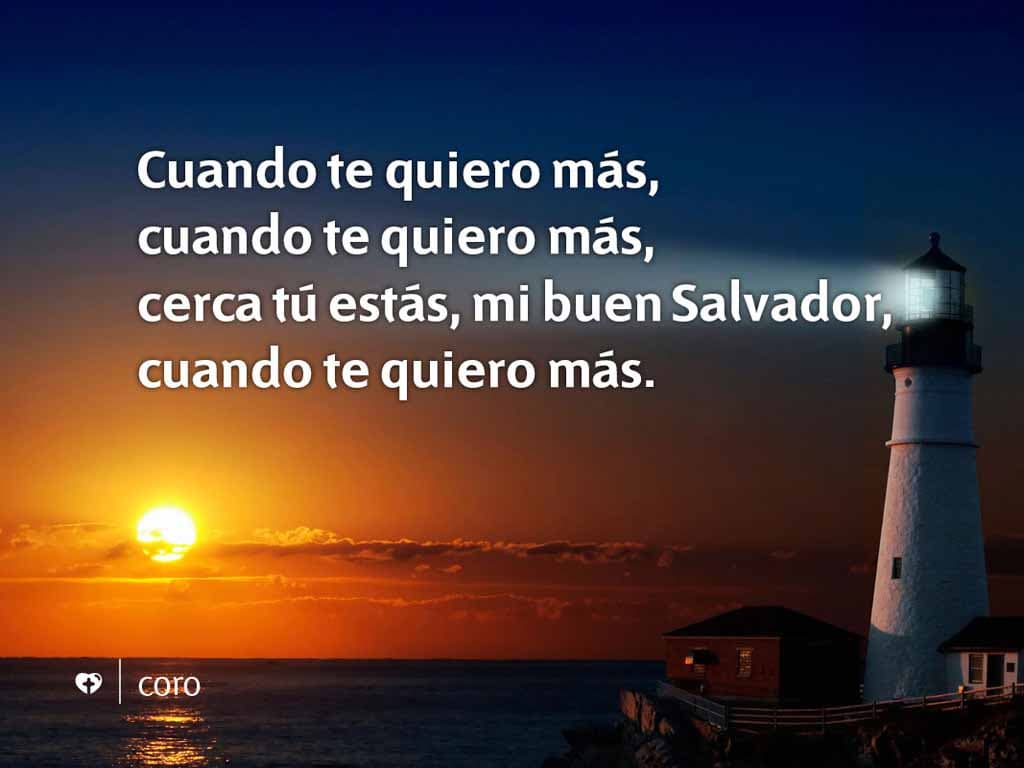 Cuando te quiero más,
cuando te quiero más,
cerca tú estás, mi buen Salvador,
cuando te quiero más.
coro